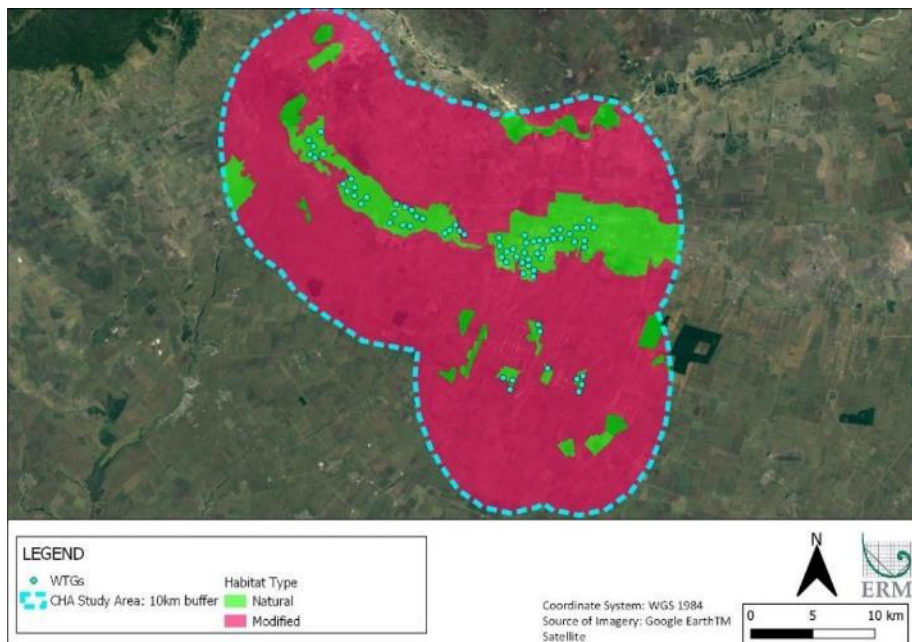 LEGEND
WTGs
CHA Study Area: 10km buffer
Habitat Type
Natural
Modified
Coordinate System: WGS 1984
Source of Imagery: Google EarthTM
Satellite
N
ERM
0 5 10 km